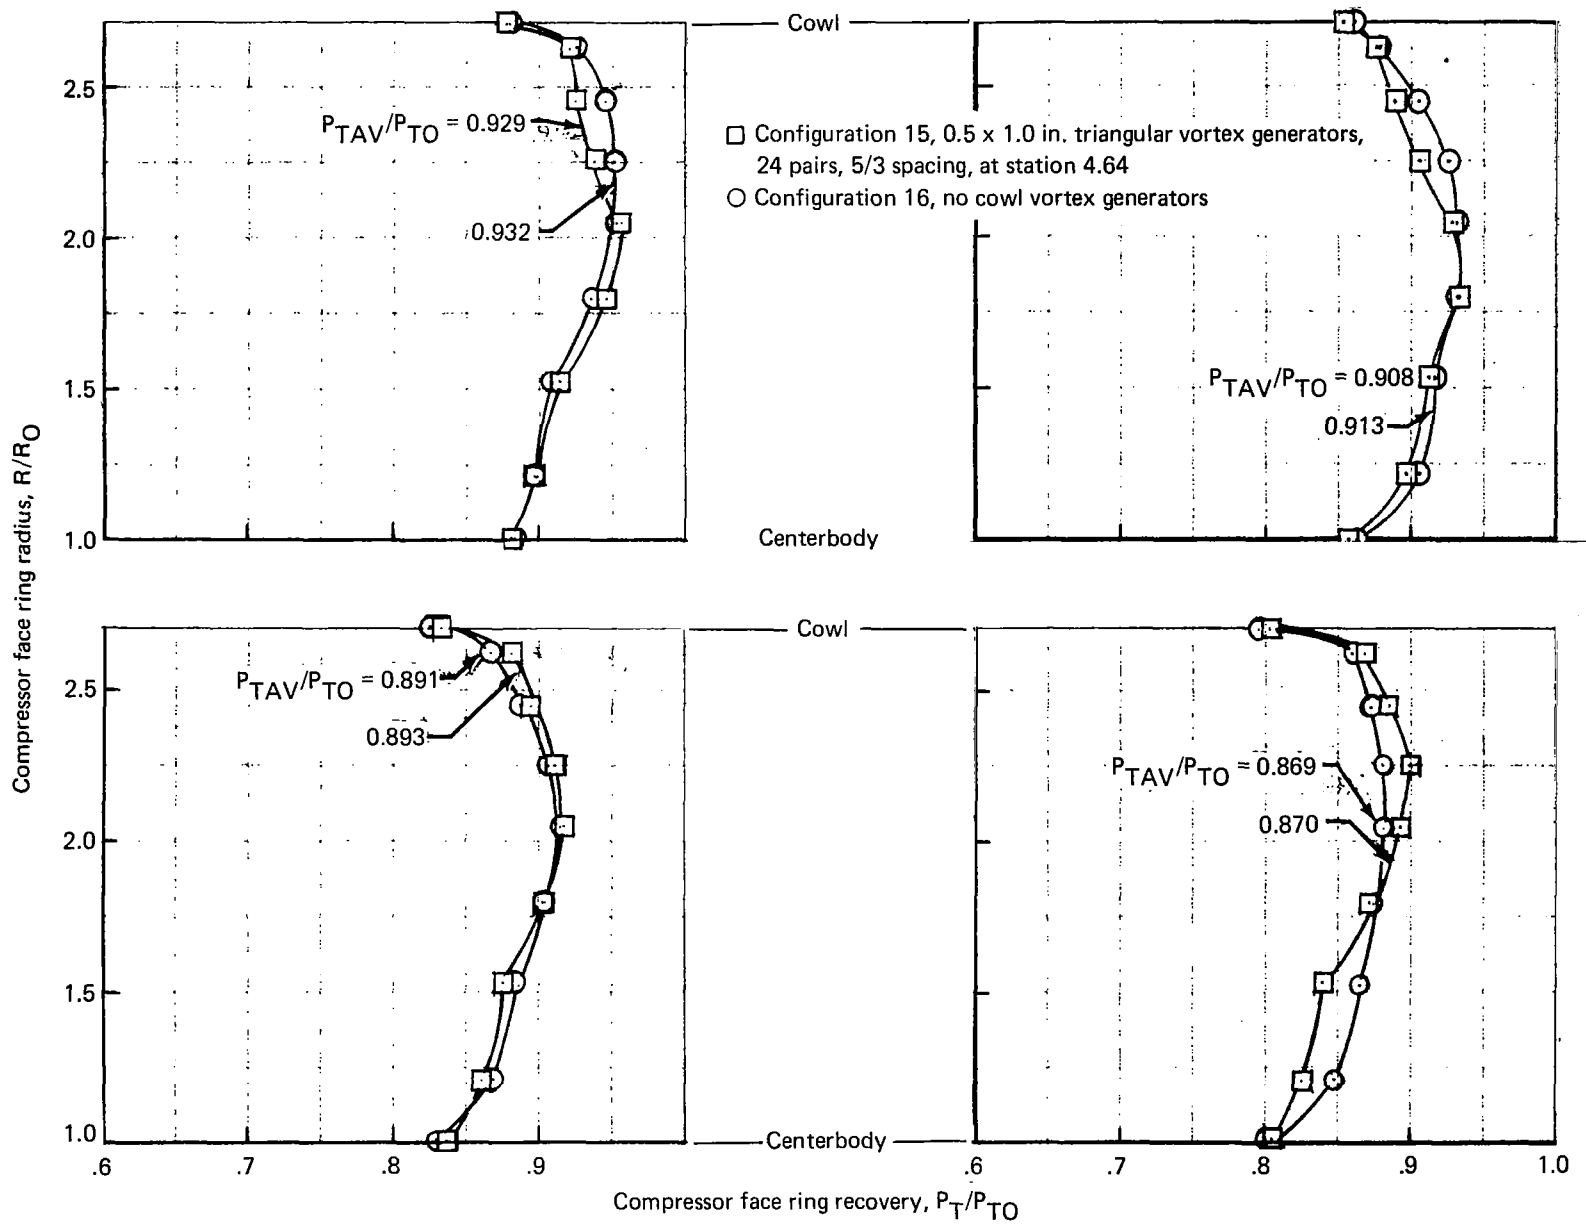 Cowl
2.5
2.0
1.5
1.0
P_TAV/P_TO = 0.929
0.932
□ Configuration 15, 0.5 x 1.0 in. triangular vortex generators,
24 pairs, 5/3 spacing, at station 4.64
○ Configuration 16, no cowl vortex generators
P_TAV/P_TO = 0.908
0.913
Centerbody
Compressor face ring radius, R/R_O
Cowl
2.5
2.0
1.5
1.0
P_TAV/P_TO = 0.891
0.893
P_TAV/P_TO = 0.869
0.870
Centerbody
.6 .7 .8 .9
.6 .7 .8 .9 1.0
Compressor face ring recovery, P_T/P_TO